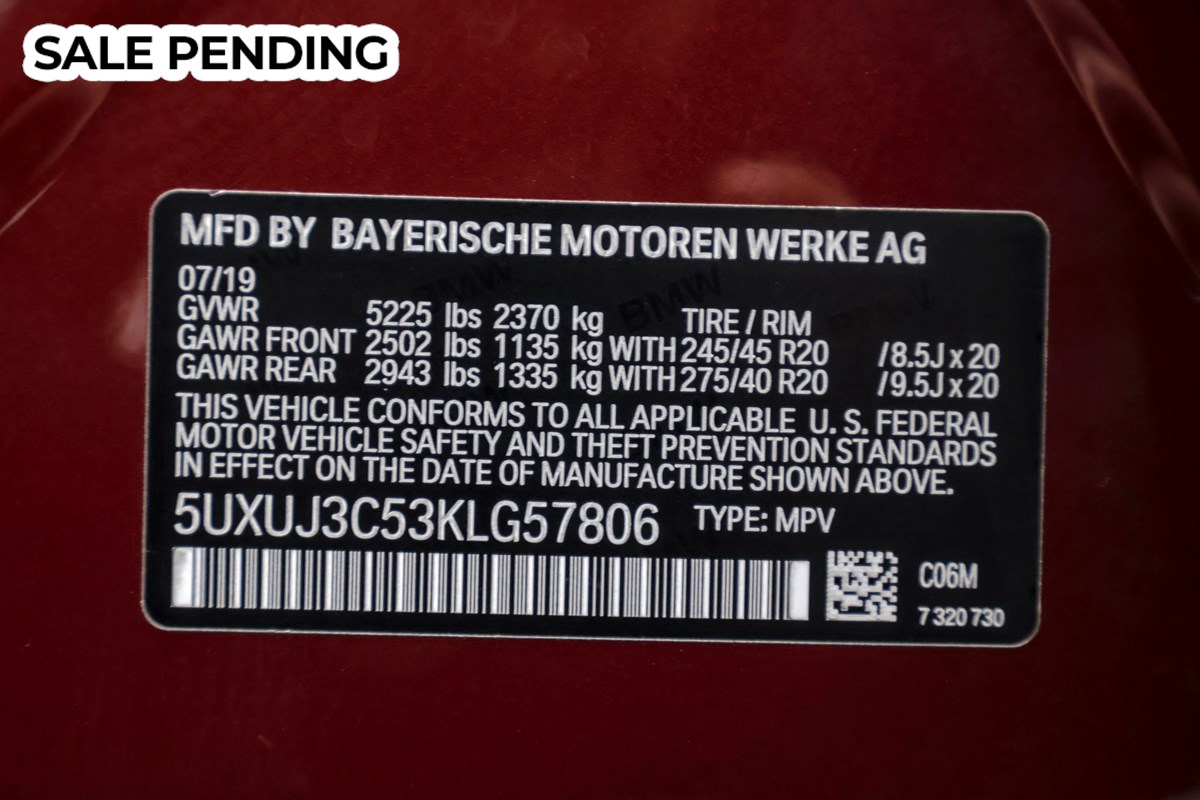 SALE PENDING
MFD BY BAYERISCHE MOTOREN WERKE AG
07/19
GVWR 5225 lbs 2370 kg TIRE / RIM
GAWR FRONT 2502 lbs 1135 kg WITH 245/45 R20 /8.5J x 20
GAWR REAR 2943 lbs 1335 kg WITH 275/40 R20 /9.5J x 20
THIS VEHICLE CONFORMS TO ALL APPLICABLE U. S. FEDERAL
MOTOR VEHICLE SAFETY AND THEFT PREVENTION STANDARDS
IN EFFECT ON THE DATE OF MANUFACTURE SHOWN ABOVE.
5UXUJ3C53KLG57806 TYPE: MPV
C06M
7 320 730